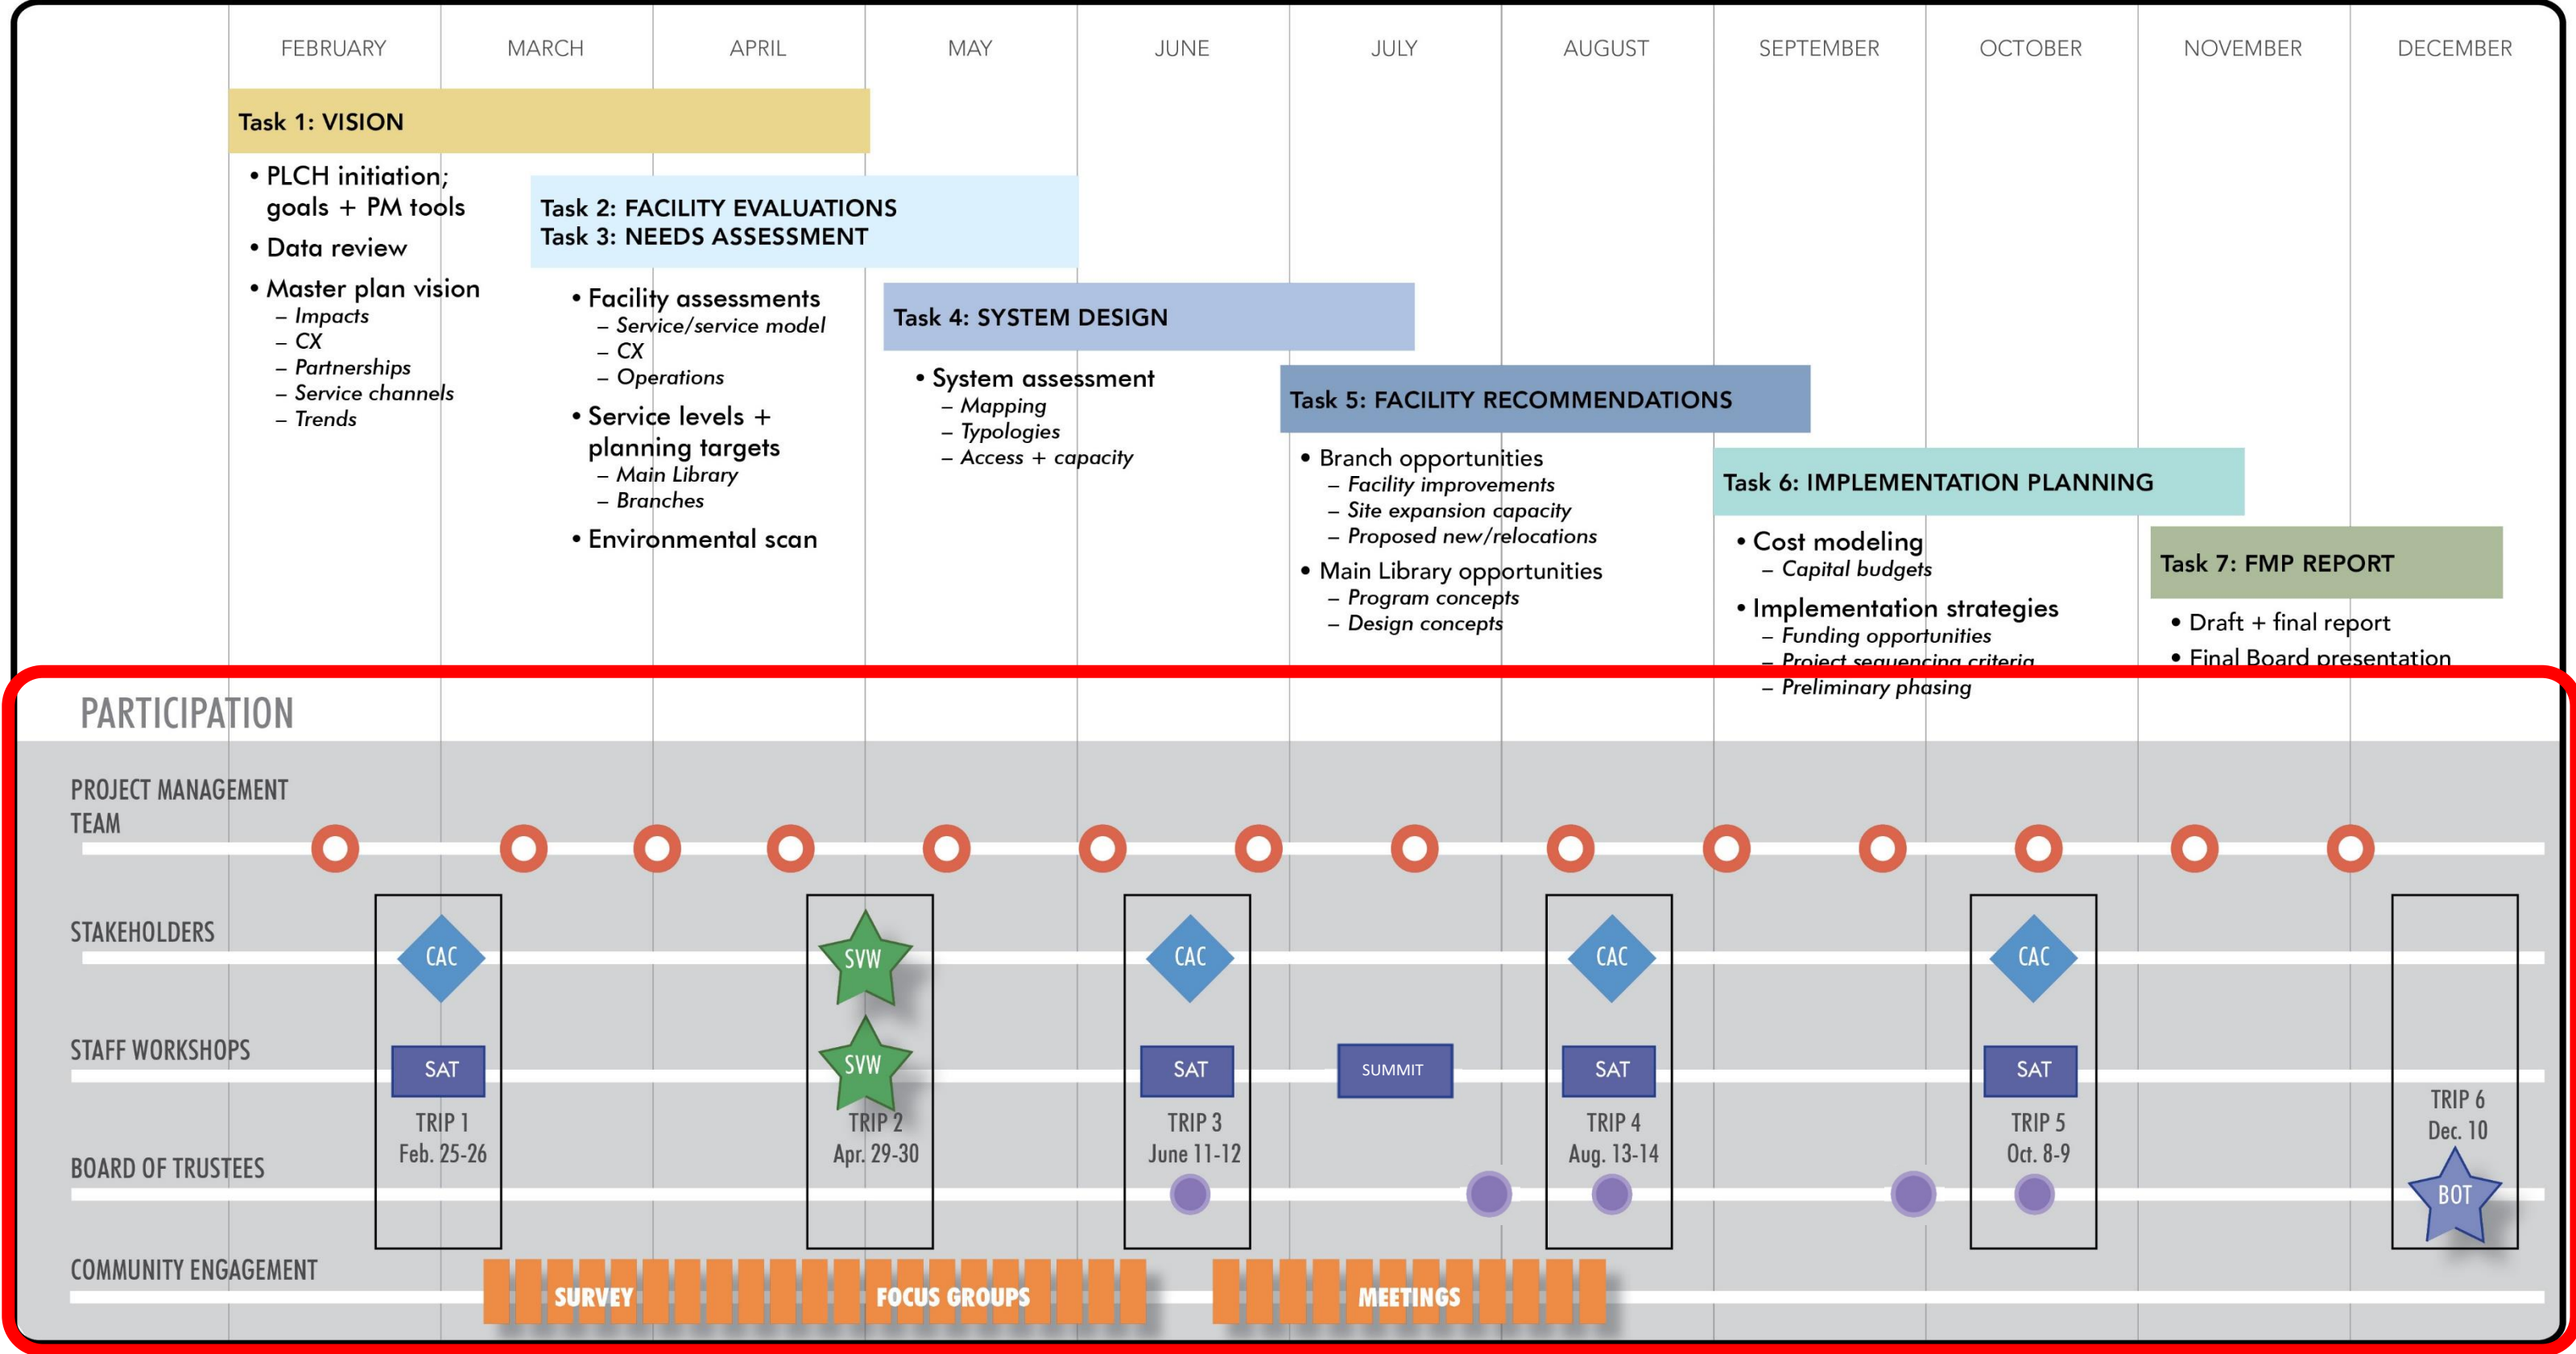 FEBRUARY MARCH APRIL MAY JUNE JULY AUGUST SEPTEMBER OCTOBER NOVEMBER DECEMBER
Task 1: VISION
• PLCH initiation;
goals + PM tools
• Data review
• Master plan vision
– Impacts
– CX
– Partnerships
– Service channels
– Trends
Task 2: FACILITY EVALUATIONS
Task 3: NEEDS ASSESSMENT
• Facility assessments
– Service/service model
– CX
– Operations
• Service levels +
planning targets
– Main Library
– Branches
• Environmental scan
Task 4: SYSTEM DESIGN
• System assessment
– Mapping
– Typologies
– Access + capacity
Task 5: FACILITY RECOMMENDATIONS
• Branch opportunities
– Facility improvements
– Site expansion capacity
– Proposed new/relocations
• Main Library opportunities
– Program concepts
– Design concepts
Task 6: IMPLEMENTATION PLANNING
• Cost modeling
– Capital budgets
• Implementation strategies
– Funding opportunities
– Project sequencing criteria
– Preliminary phasing
Task 7: FMP REPORT
• Draft + final report
• Final Board presentation
PARTICIPATION
PROJECT MANAGEMENT
TEAM
STAKEHOLDERS
CAC SVW CAC CAC CAC
STAFF WORKSHOPS
SAT SVW SAT SUMMIT SAT SAT
TRIP 1
Feb. 25-26
TRIP 2
Apr. 29-30
TRIP 3
June 11-12
TRIP 4
Aug. 13-14
TRIP 5
Oct. 8-9
TRIP 6
Dec. 10
BOARD OF TRUSTEES
BOT
COMMUNITY ENGAGEMENT
SURVEY FOCUS GROUPS MEETINGS